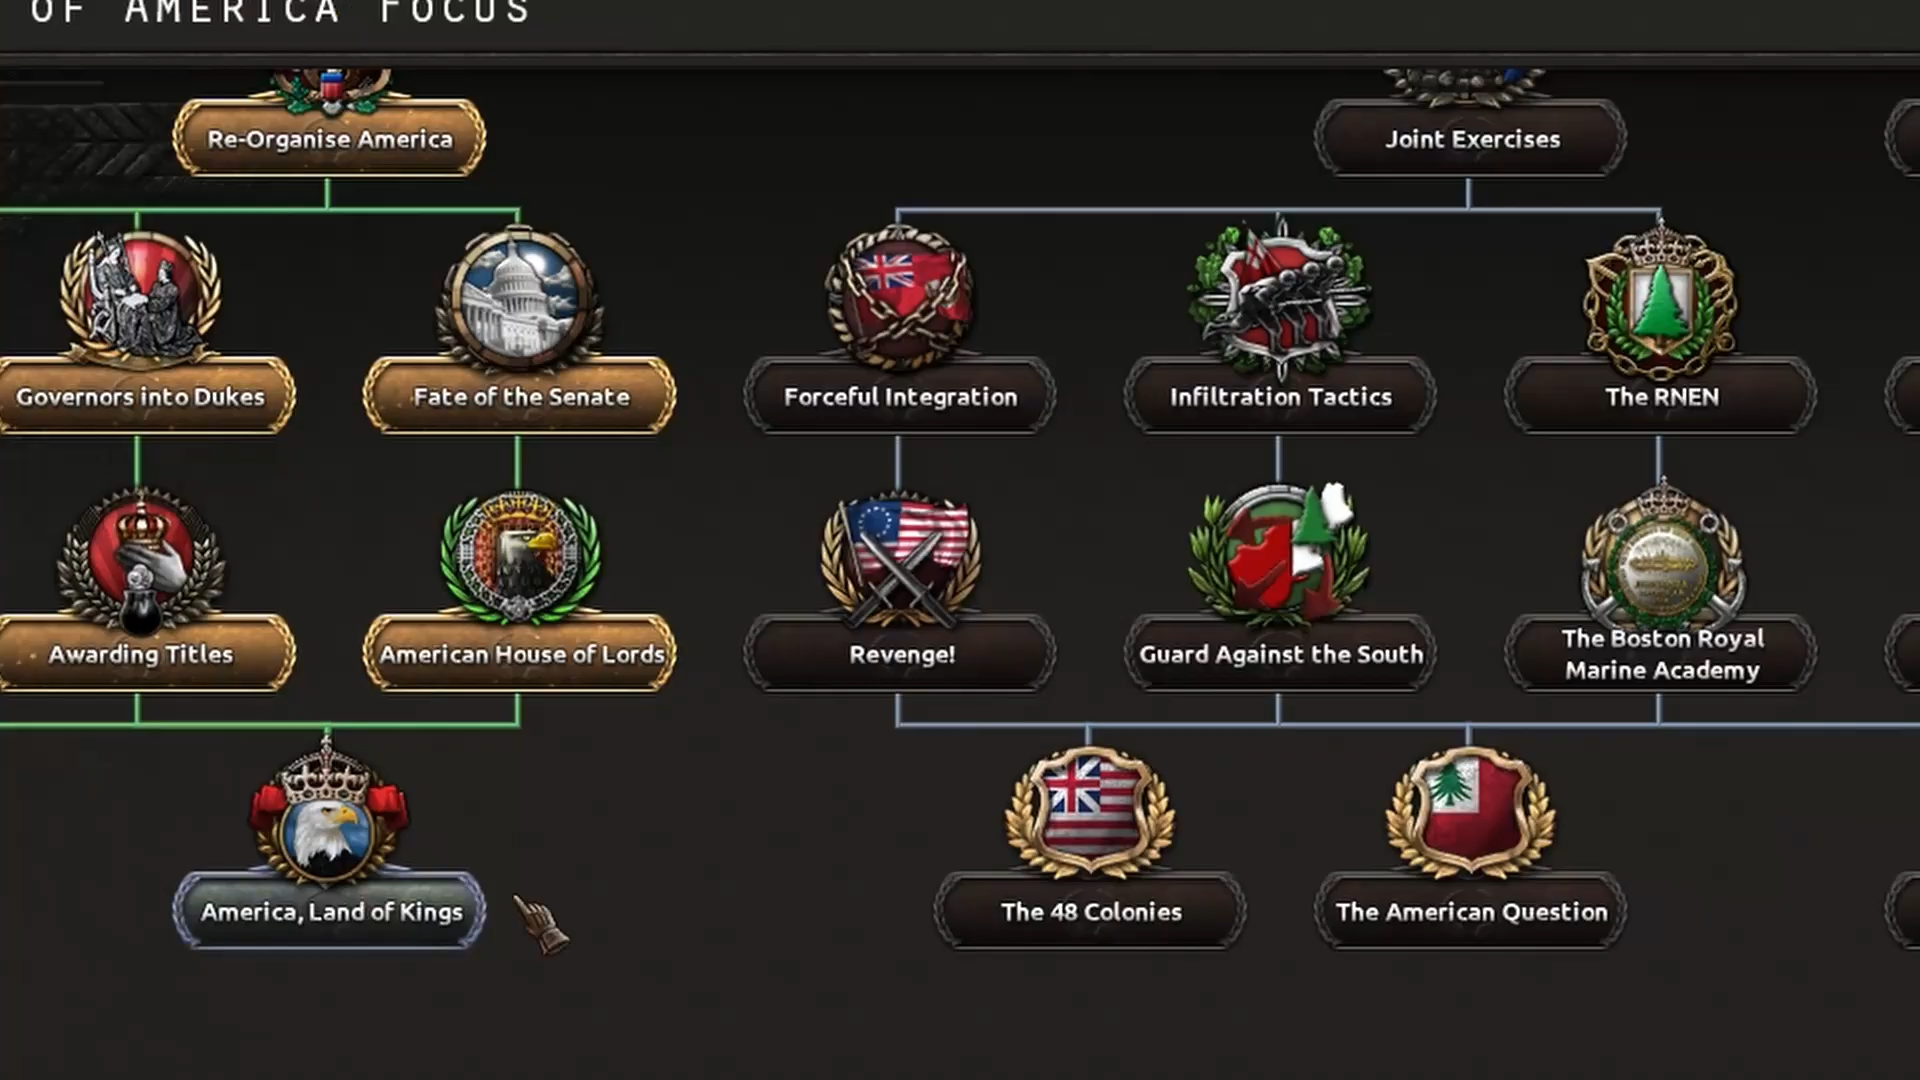 OF AMERICA FOCUS
Re-Organise America
Joint Exercises
Governors into Dukes
Fate of the Senate
Forceful Integration
Infiltration Tactics
The RNEN
Awarding Titles
American House of Lords
Revenge!
Guard Against the South
The Boston Royal
Marine Academy
America, Land of Kings
The 48 Colonies
The American Question